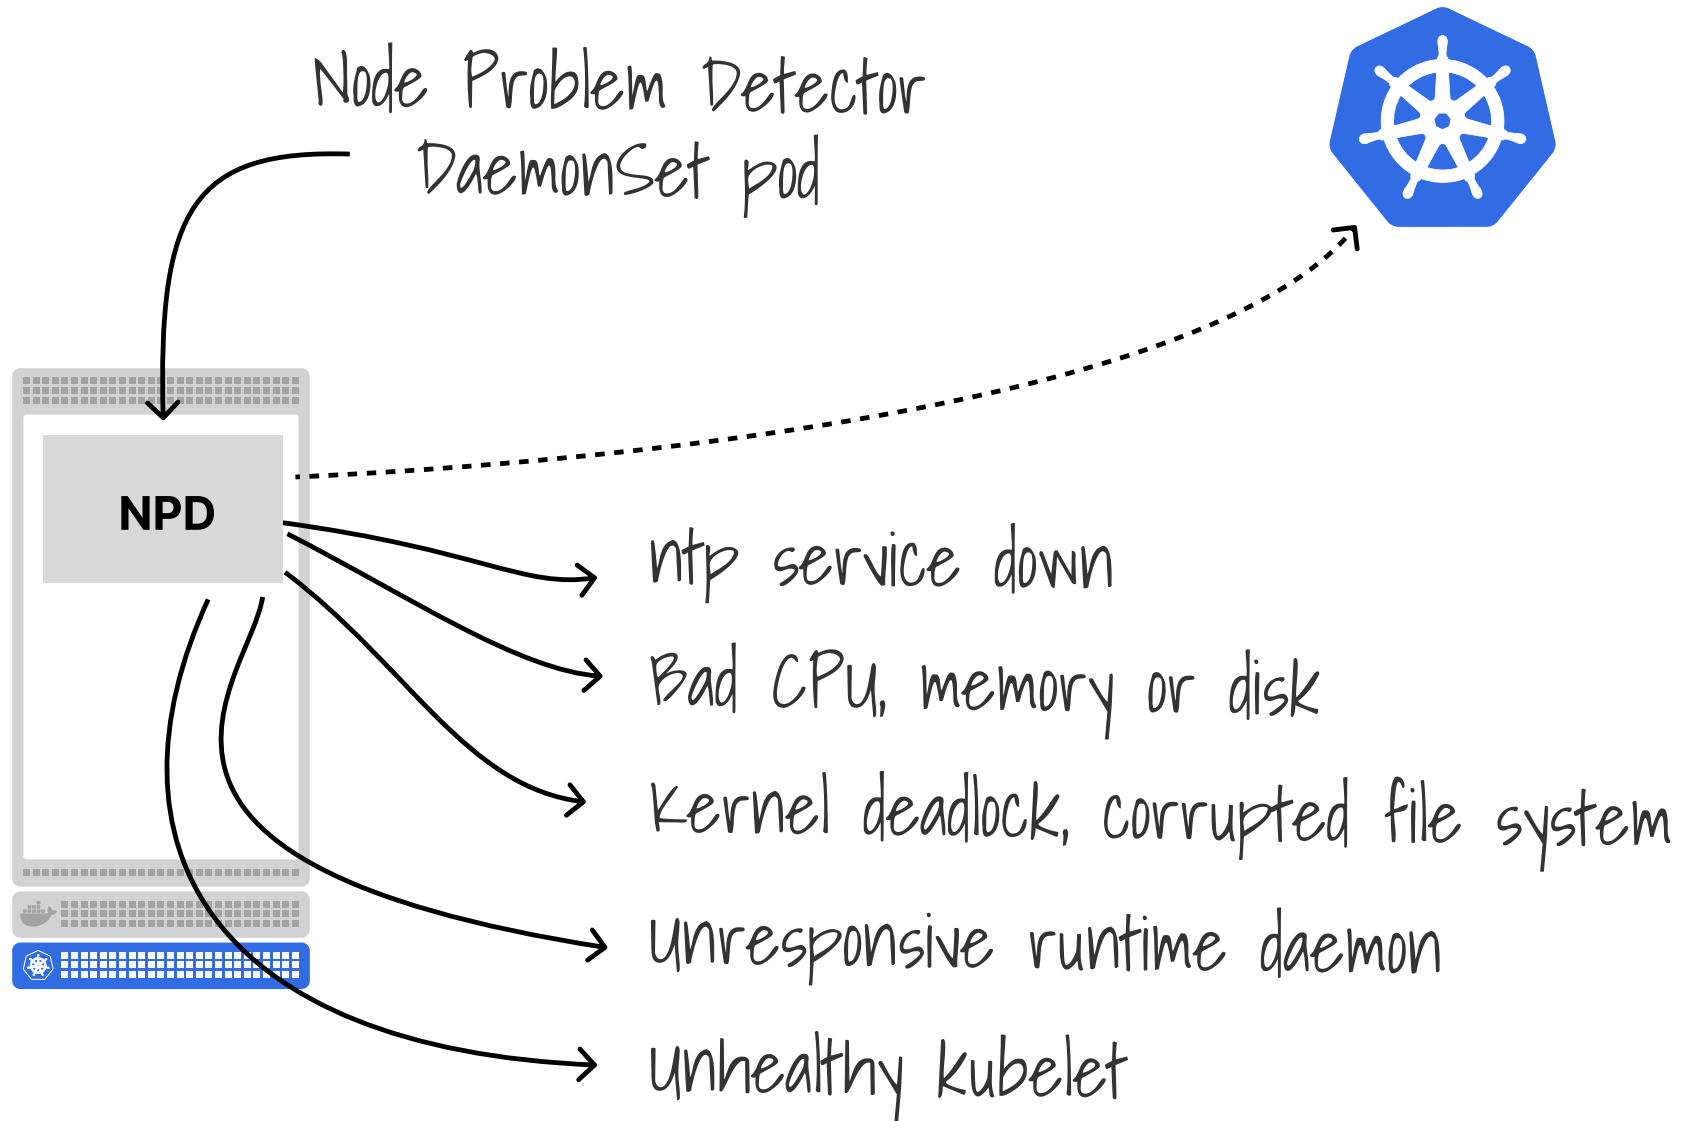 Node Problem Detector
DaemonSet pod
NPD
ntp service down
Bad CPU, memory or disk
Kernel deadlock, corrupted file system
Unresponsive runtime daemon
Unhealthy kubelet